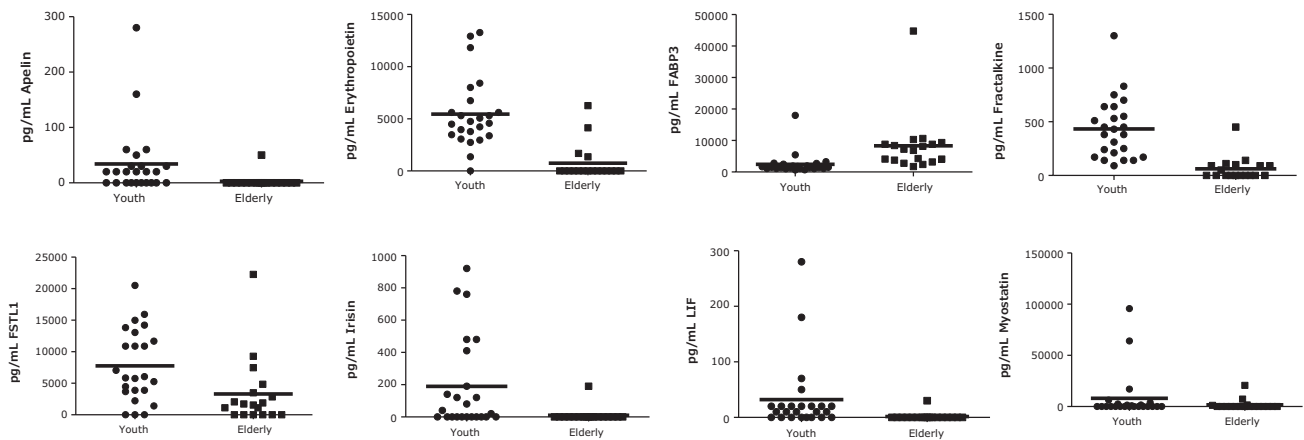 pg/mL Apelin
300
200
100
0
Youth
Elderly
pg/mL Erythropoietin
15000
10000
5000
0
Youth
Elderly
pg/mL FABP3
50000
40000
30000
20000
10000
0
Youth
Elderly
pg/mL Fractalkine
1500
1000
500
0
Youth
Elderly
pg/mL FSTL1
25000
20000
15000
10000
5000
0
Youth
Elderly
pg/mL Irisin
1000
800
600
400
200
0
Youth
Elderly
pg/mL LIF
300
200
100
0
Youth
Elderly
pg/mL Myostatin
150000
100000
50000
0
Youth
Elderly